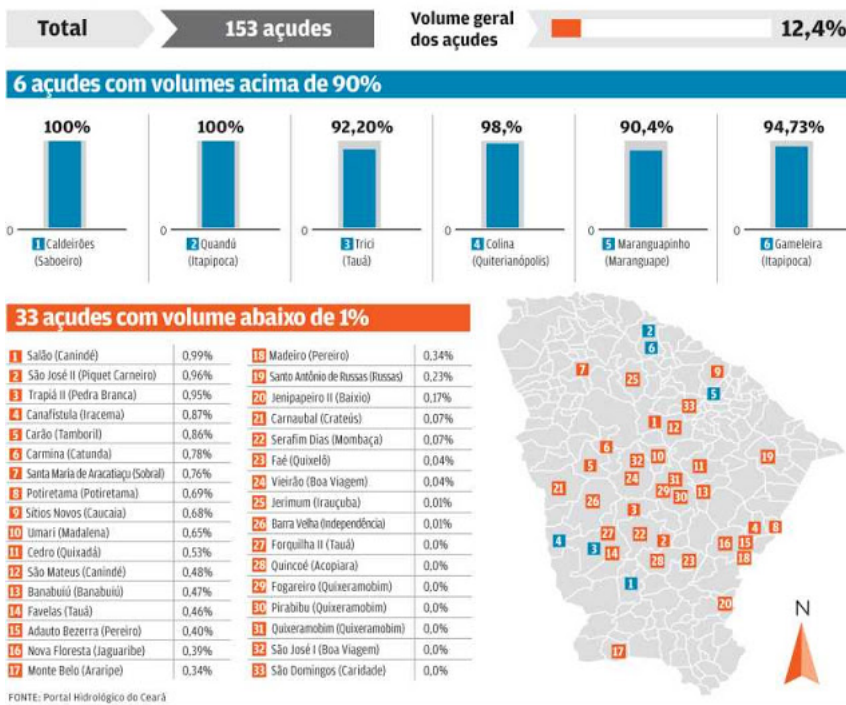 Total
153 açudes
Volume geral
dos açudes
12,4%
6 açudes com volumes acima de 90%
100%
100%
92,20%
98,%
90,4%
94,73%
0
0
0
0
0
0
1 Caldeirões
(Saboeiro)
2 Quandú
(Itapipoca)
3 Trici
(Tauá)
4 Colina
(Quiterianópolis)
5 Maranguapinho
(Maranguape)
6 Gameleira
(Itapipoca)
33 açudes com volume abaixo de 1%
1 Salão (Canindé) 0,99%
2 São José II (Piquet Carneiro) 0,96%
3 Trapiá II (Pedra Branca) 0,95%
4 Canafístula (Iracema) 0,87%
5 Carão (Tamboril) 0,86%
6 Carmina (Catunda) 0,78%
7 Santa Maria de Aracatiaçu (Sobral) 0,76%
8 Potiretama (Potiretama) 0,69%
9 Sítios Novos (Caucaia) 0,68%
10 Umari (Madalena) 0,65%
11 Cedro (Quixadá) 0,53%
12 São Mateus (Canindé) 0,48%
13 Banabuiú (Banabuiú) 0,47%
14 Favelas (Tauá) 0,46%
15 Adauto Bezerra (Pereiro) 0,40%
16 Nova Floresta (Jaguaribe) 0,39%
17 Monte Belo (Araripe) 0,34%
18 Madeiro (Pereiro) 0,34%
19 Santo Antônio de Russas (Russas) 0,23%
20 Jenipapeiro II (Baixio) 0,17%
21 Carnaubal (Crateús) 0,07%
22 Serafim Dias (Mombaça) 0,07%
23 Faé (Quixelô) 0,04%
24 Vieirão (Boa Viagem) 0,04%
25 Jerimum (Irauçuba) 0,01%
26 Barra Velha (Independência) 0,01%
27 Forquilha II (Tauá) 0,0%
28 Quincoé (Acopiara) 0,0%
29 Fogareiro (Quixeramobim) 0,0%
30 Pirabibu (Quixeramobim) 0,0%
31 Quixeramobim (Quixeramobim) 0,0%
32 São José I (Boa Viagem) 0,0%
33 São Domingos (Caridade) 0,0%
2
6
7
25
9
5
33
1
12
6
32
10
5
24
31
11
19
21
26
29
30
13
3
4
8
4
3
27
14
22
2
28
23
16
15
18
1
20
17
N
FONTE: Portal Hidrológico do Ceará